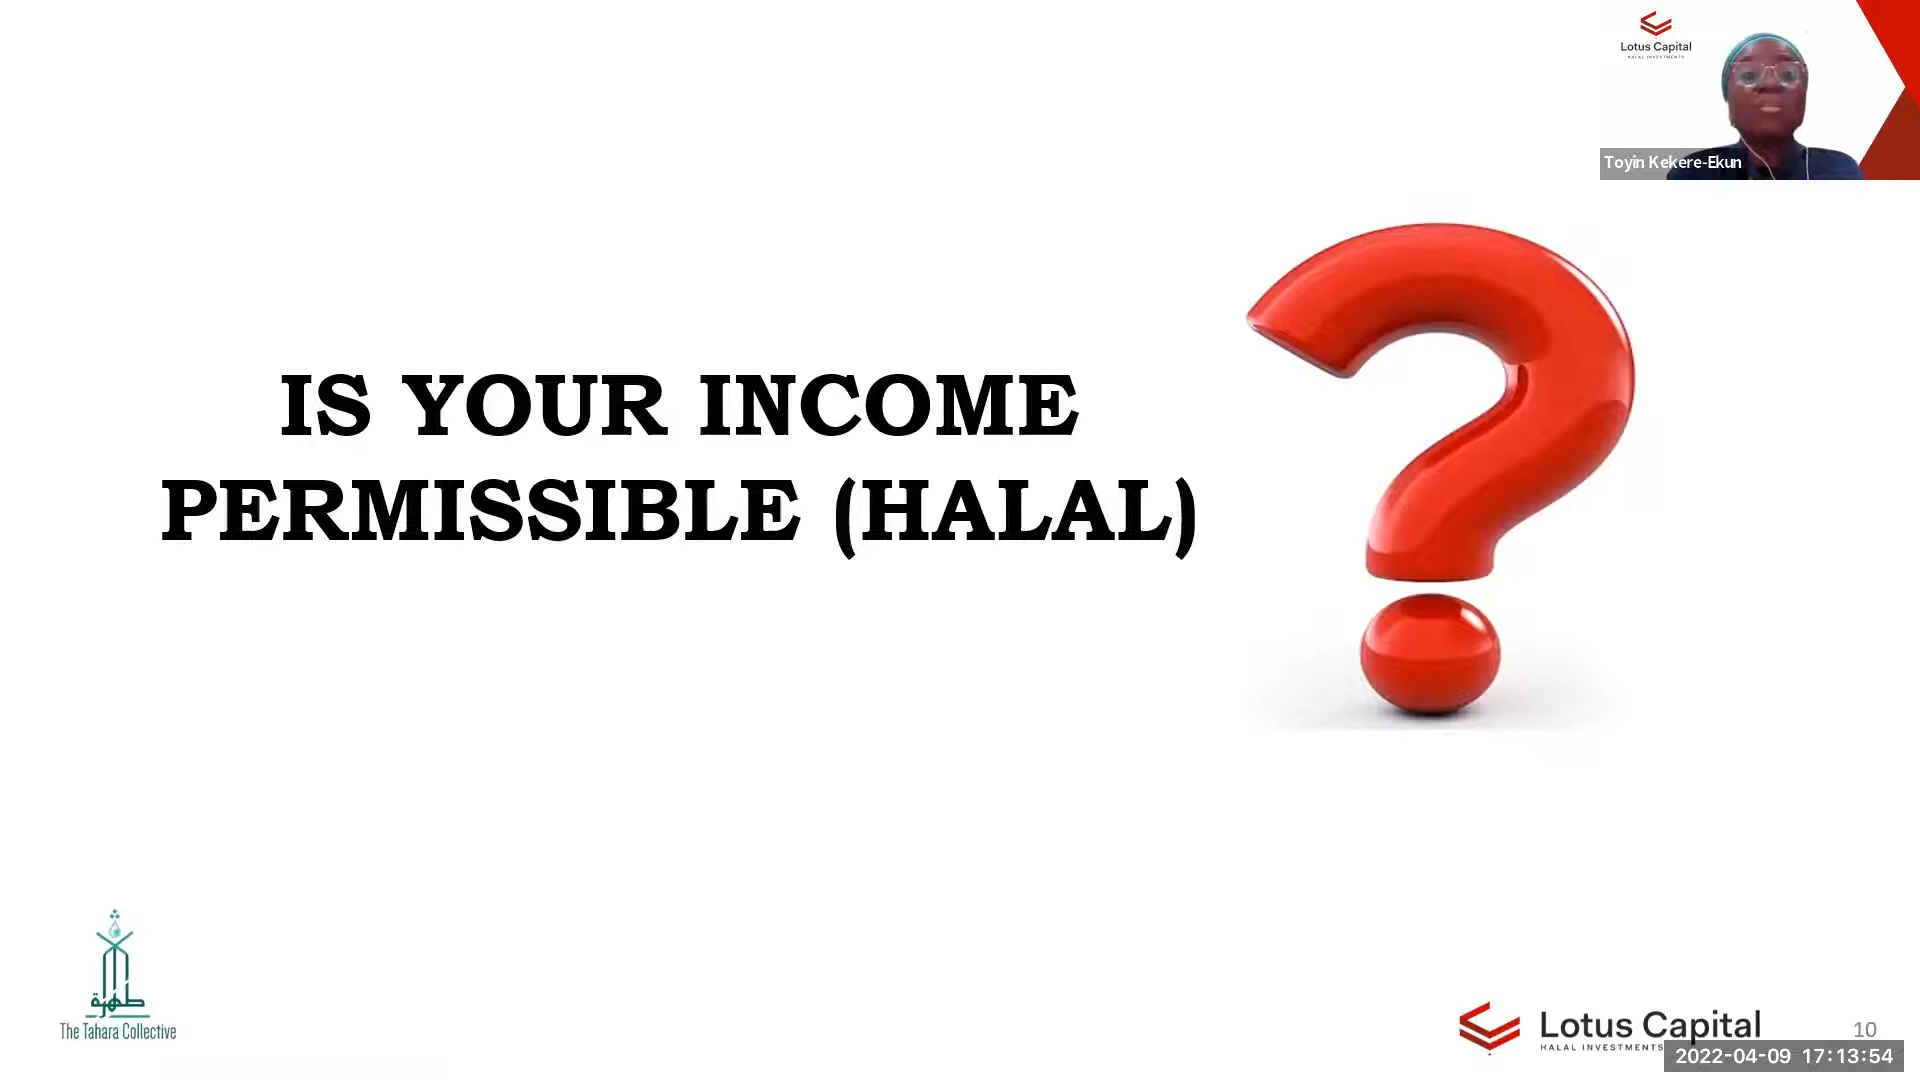 Lotus Capital
HALAL INVESTMENTS
Toyin Kekere-Ekun
IS YOUR INCOME
PERMISSIBLE (HALAL)
?
طهرة
The Tahara Collective
Lotus Capital
HALAL INVESTMENTS
10
2022-04-09 17:13:54